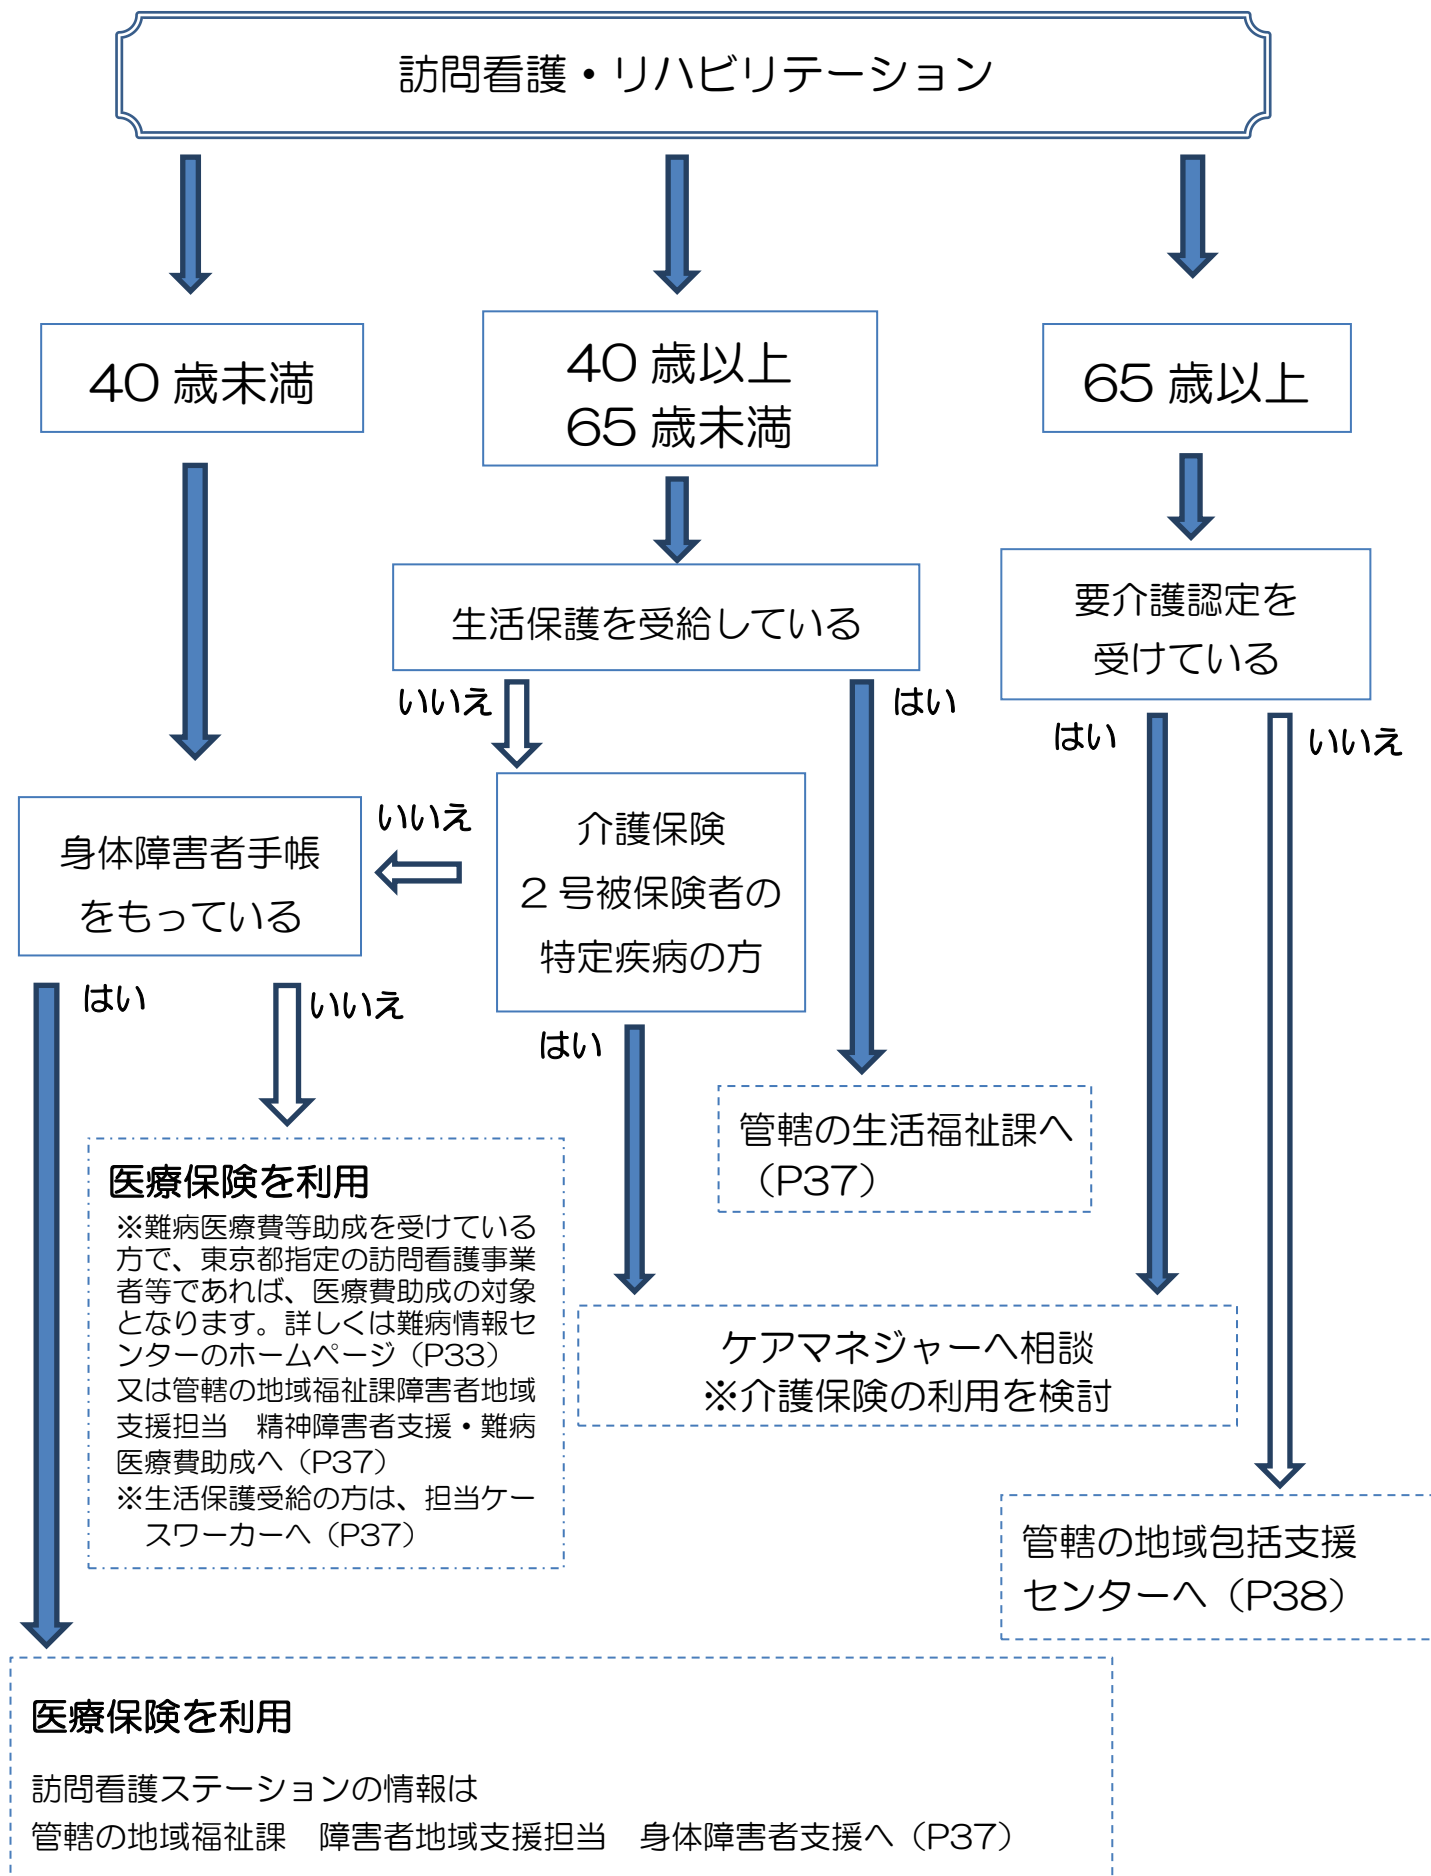 訪問看護・リハビリテーション
40 歳未満
40 歳以上
65 歳未満
65 歳以上
生活保護を受給している
要介護認定を
受けている
いいえ
はい
はい
いいえ
身体障害者手帳
をもっている
いいえ
介護保険
2 号被保険者の
特定疾病の方
はい
いいえ
はい
管轄の生活福祉課へ
（P37）
医療保険を利用
※難病医療費等助成を受けている
方で、東京都指定の訪問看護事業
者等であれば、医療費助成の対象
となります。詳しくは難病情報セ
ンターのホームページ（P33）
又は管轄の地域福祉課障害者地域
支援担当　精神障害者支援・難病
医療費助成へ（P37）
※生活保護受給の方は、担当ケー
スワーカーへ（P37）
ケアマネジャーへ相談
※介護保険の利用を検討
管轄の地域包括支援
センターへ（P38）
医療保険を利用
訪問看護ステーションの情報は
管轄の地域福祉課　障害者地域支援担当　身体障害者支援へ（P37）